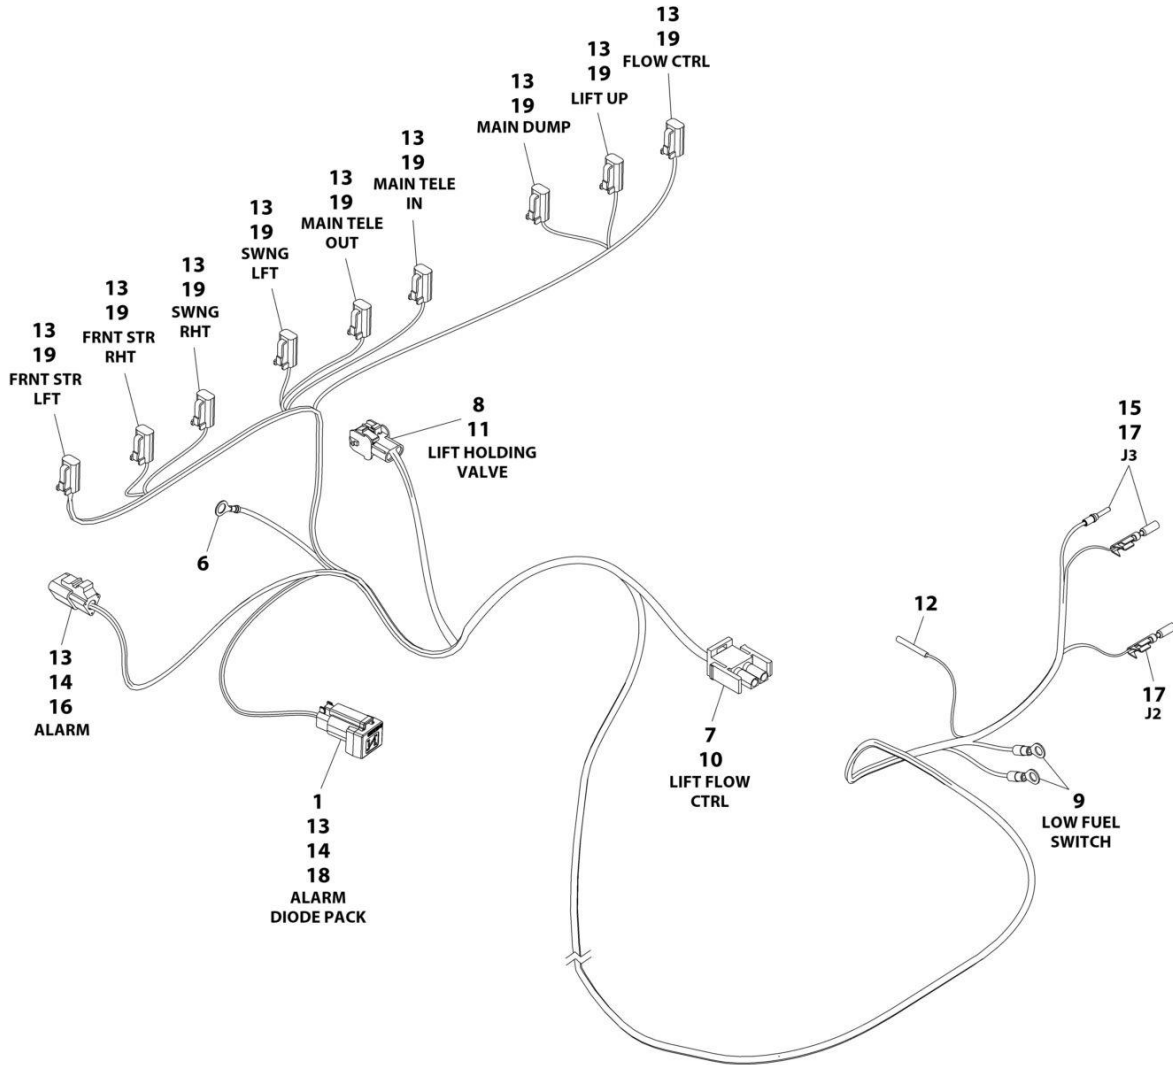 13
19
FLOW CTRL
13
19
LIFT UP
13
19
MAIN DUMP
13
19
MAIN TELE
IN
13
19
MAIN TELE
OUT
13
19
SWNG
LFT
13
19
SWNG
RHT
13
19
FRNT STR
RHT
13
19
FRNT STR
LFT
8
11
LIFT HOLDING
VALVE
15
17
J3
6
12
13
14
16
ALARM
17
J2
7
10
LIFT FLOW
CTRL
9
LOW FUEL
SWITCH
1
13
14
18
ALARM
DIODE PACK